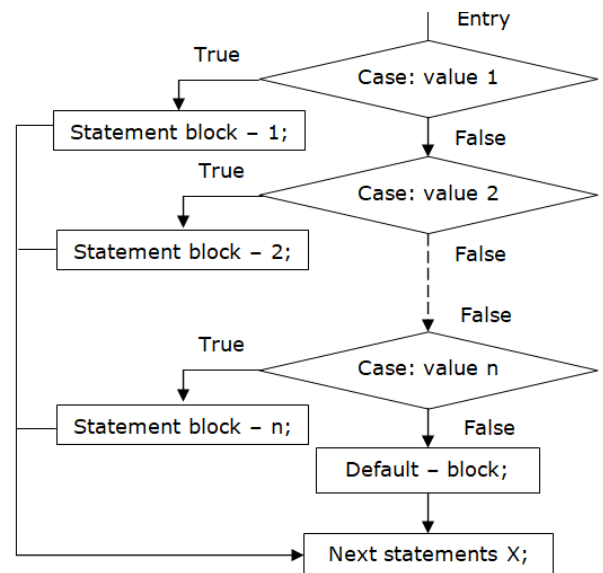 Entry
True
Case: value 1
Statement block – 1;
False
True
Case: value 2
Statement block – 2;
False
False
True
Case: value n
Statement block – n;
False
Default – block;
Next statements X;